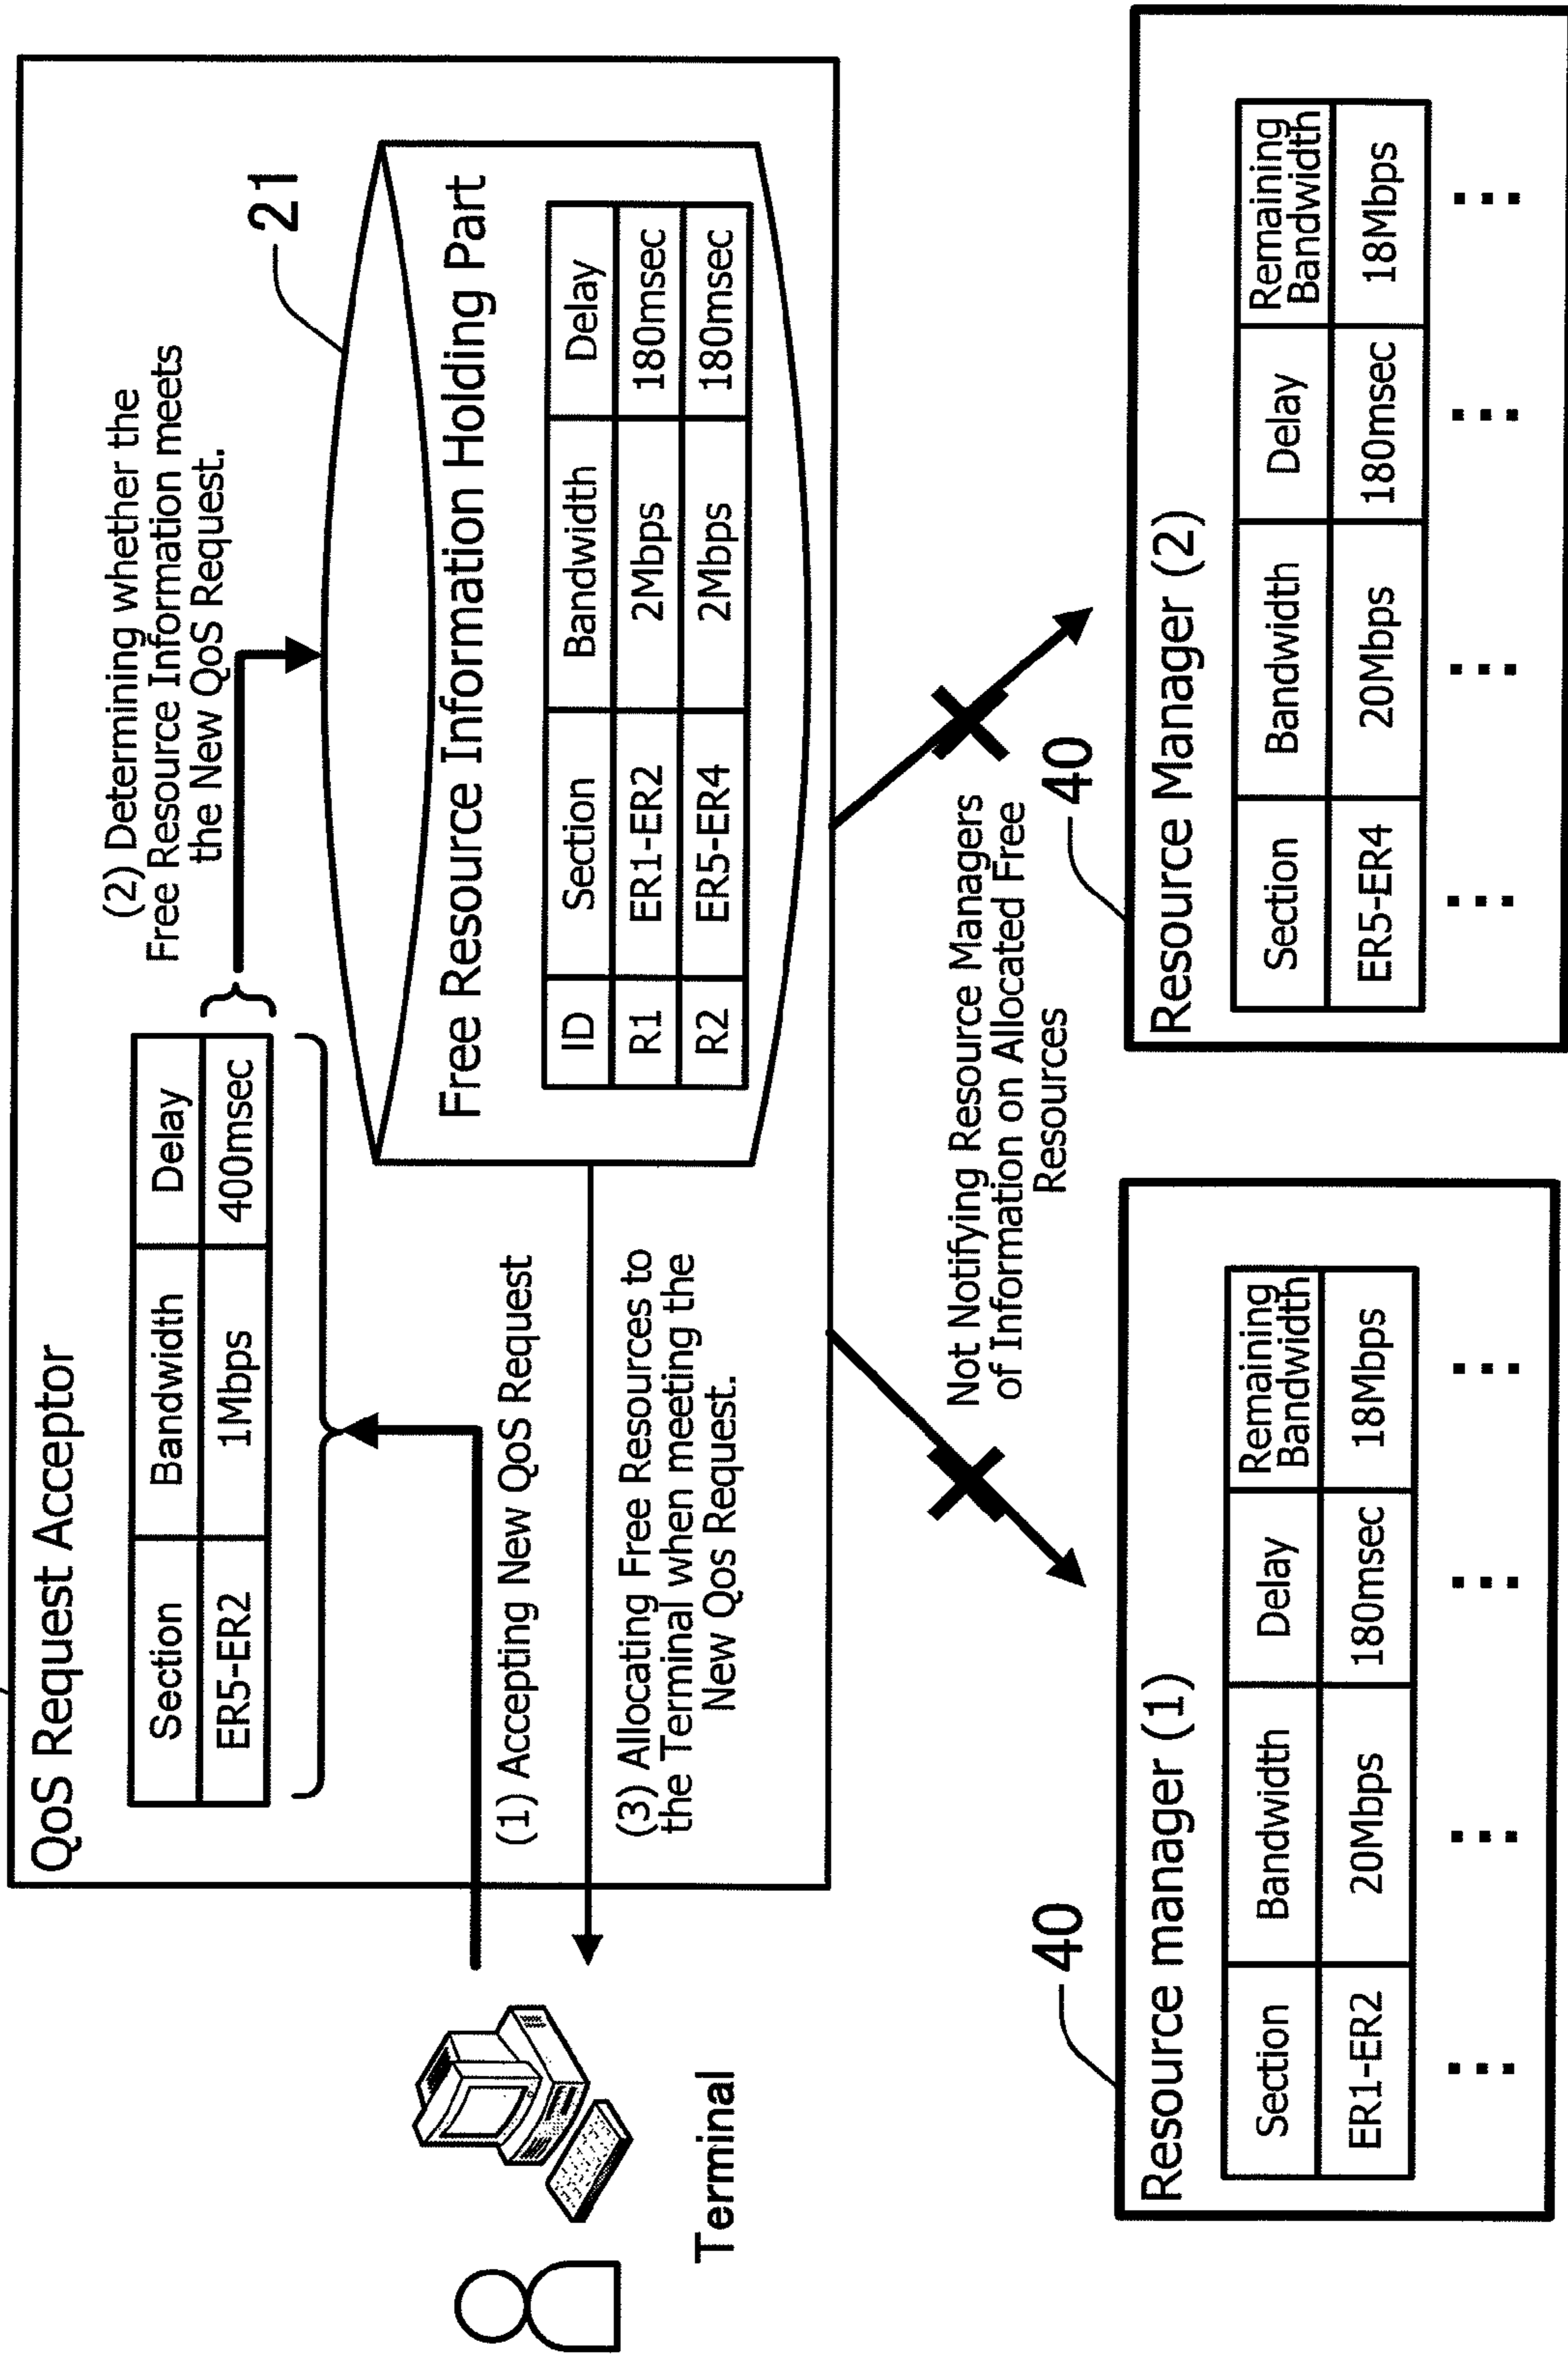 QoS Request Acceptor
Section Bandwidth Delay
ER5-ER2 1Mbps 400msec
(2) Determining whether the
Free Resource Information meets
the New QoS Request.
21
(1) Accepting New QoS Request
(3) Allocating Free Resources to
the Terminal when meeting the
New Qos Request.
Free Resource Information Holding Part
ID Section Bandwidth Delay
R1 ER1-ER2 2Mbps 180msec
R2 ER5-ER4 2Mbps 180msec
Terminal
Not Notifying Resource Managers
of Information on Allocated Free
Resources
40
Resource manager (1)
Section Bandwidth Delay Remaining
Bandwidth
ER1-ER2 20Mbps 180msec 18Mbps
... ... ... ...
40
Resource Manager (2)
Section Bandwidth Delay Remaining
Bandwidth
ER5-ER4 20Mbps 180msec 18Mbps
... ... ... ...